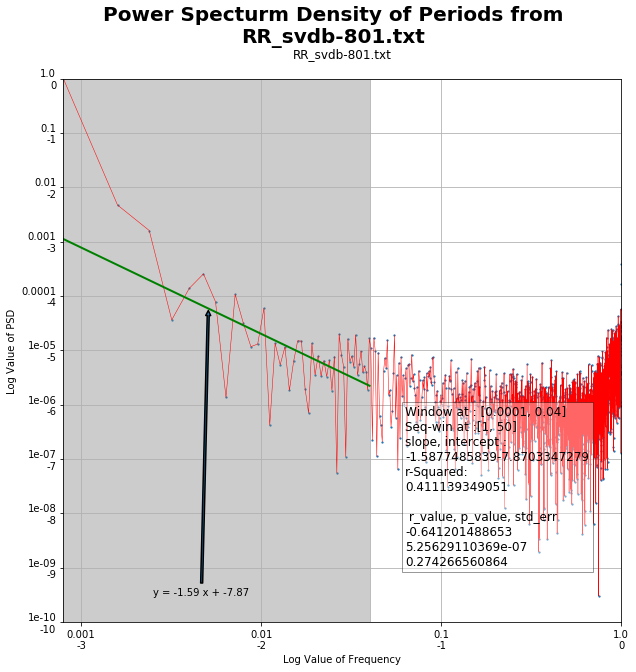 Power Specturm Density of Periods from
RR_svdb-801.txt
RR_svdb-801.txt
1.0
0
0.1
-1
0.01
-2
0.001
-3
0.0001
-4
1e-05
-5
1e-06
-6
1e-07
-7
1e-08
-8
1e-09
-9
1e-10
-10
Log Value of PSD
Window at : [0.0001, 0.04]
Seq-win at :[1, 50]
slope, intercept :
-1.5877485839-7.8703347279
r-Squared:
0.411139349051
r_value, p_value, std_err
-0.641201488653
5.25629110369e-07
0.274266560864
y = -1.59 x + -7.87
0.001
-3
0.01
-2
0.1
-1
1.0
0
Log Value of Frequency